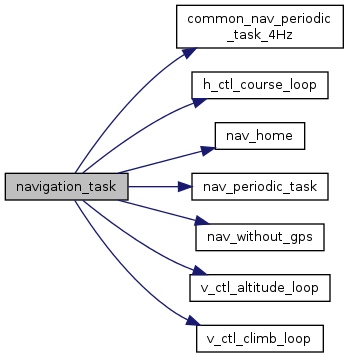 common_nav_periodic
_task_4Hz
h_ctl_course_loop
nav_home
navigation_task
nav_periodic_task
nav_without_gps
v_ctl_altitude_loop
v_ctl_climb_loop